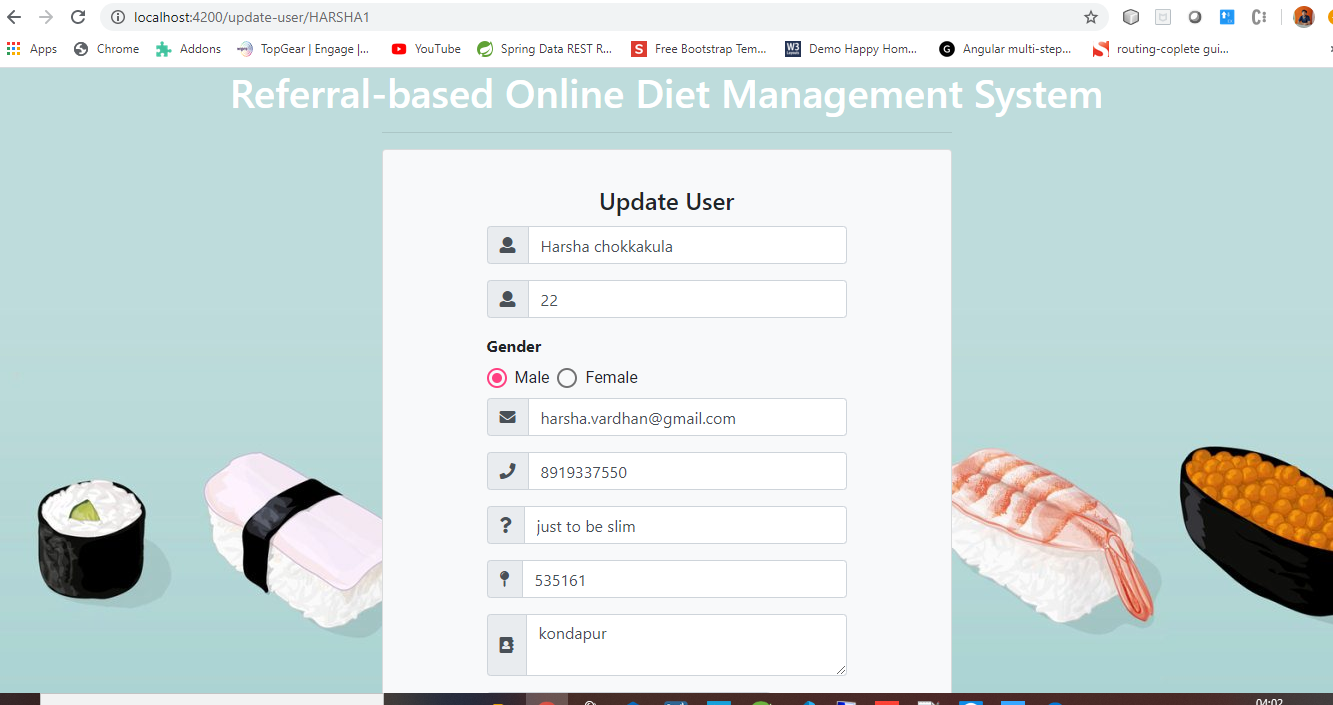 localhost:4200/update-user/HARSHA1
Apps Chrome Addons TopGear | Engage |... YouTube Spring Data REST R... S Free Bootstrap Tem... W3 Demo Happy Hom... G Angular multi-step... routing-coplete gui...
Referral-based Online Diet Management System
Update User
Harsha chokkakula
22
Gender
Male Female
harsha.vardhan@gmail.com
8919337550
just to be slim
535161
kondapur
04:02